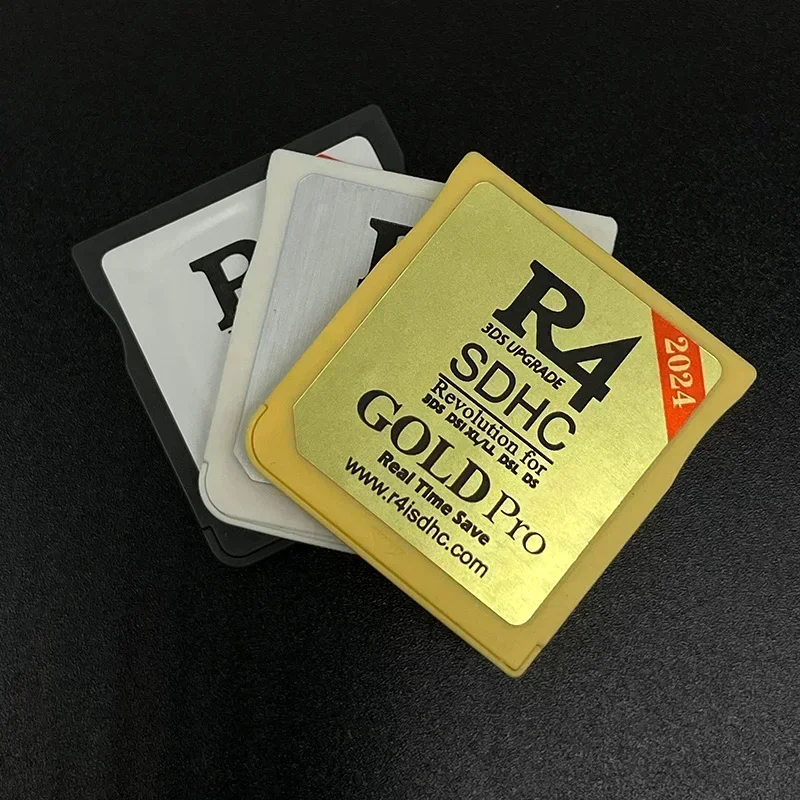 R4
3DS UPGRADE
SDHC
Revolution for
3DS DSI XL/LL DSL DS
GOLD Pro
Real Time Save
www.r4isdhc.com
2024
R